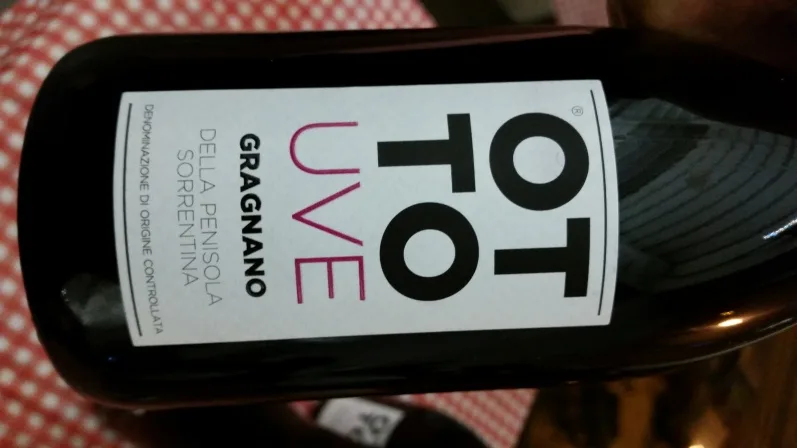 ®
OT
TO
UVE
GRAGNANO
DELLA PENISOLA
SORRENTINA
DENOMINAZIONE DI ORIGINE CONTROLLATA